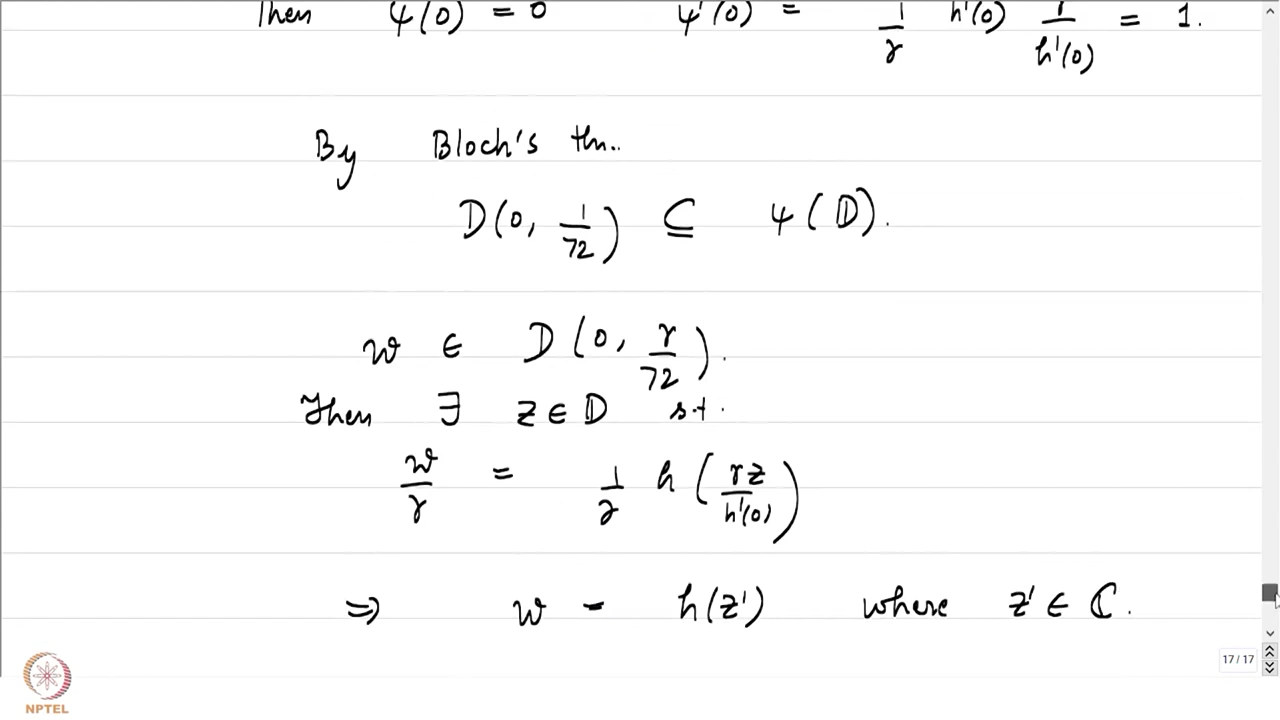 Then ψ(0) = 0 ψ'(0) = 1/r h'(0) 1/h'(0) = 1.
By Bloch's thm.
D(0, 1/72) ⊆ ψ(𝔻).
w ∈ D(0, r/72).
Then ∃ z ∈ 𝔻 s.t.
w/r = 1/r h(rz/h'(0))
⇒ w = h(z') where z' ∈ ℂ.
17 / 17
NPTEL